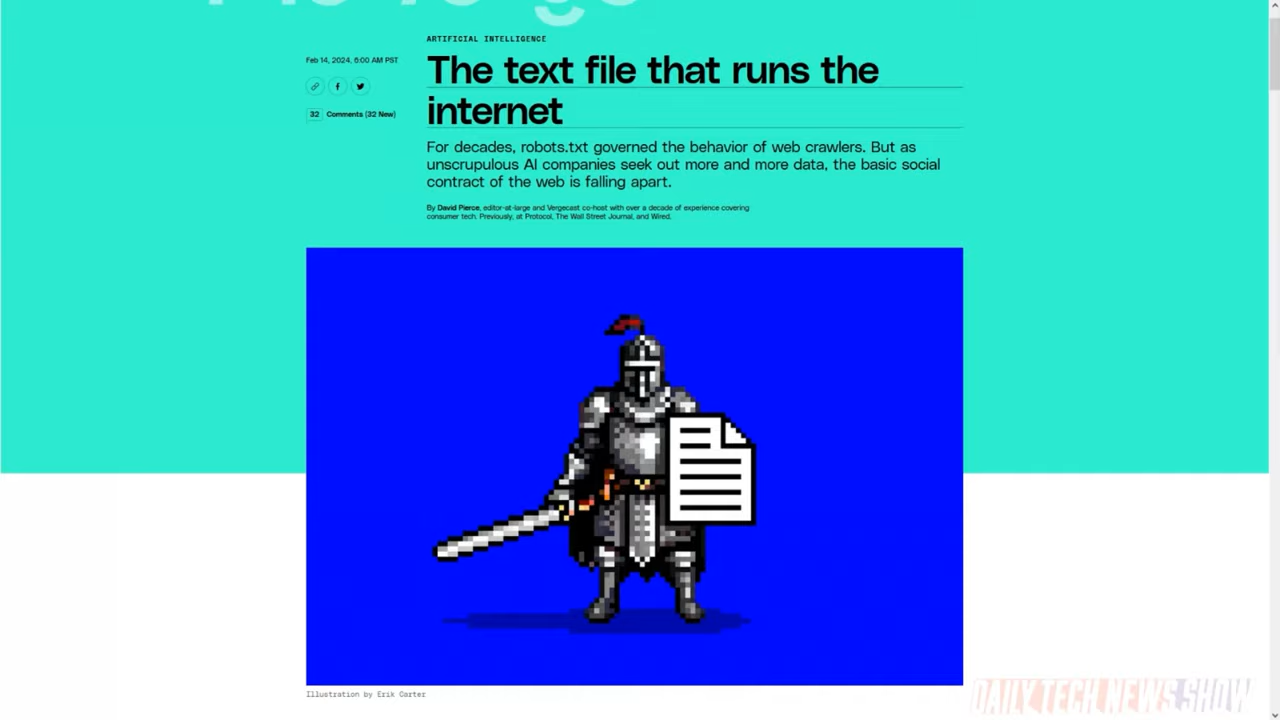 ARTIFICIAL INTELLIGENCE
Feb 14, 2024, 6:00 AM PST
The text file that runs the
internet
32 Comments (32 New)
For decades, robots.txt governed the behavior of web crawlers. But as
unscrupulous AI companies seek out more and more data, the basic social
contract of the web is falling apart.
By David Pierce, editor-at-large and Vergecast co-host with over a decade of experience covering
consumer tech. Previously, at Protocol, The Wall Street Journal, and Wired.
Illustration by Erik Carter
DAILY TECH NEWS SHOW